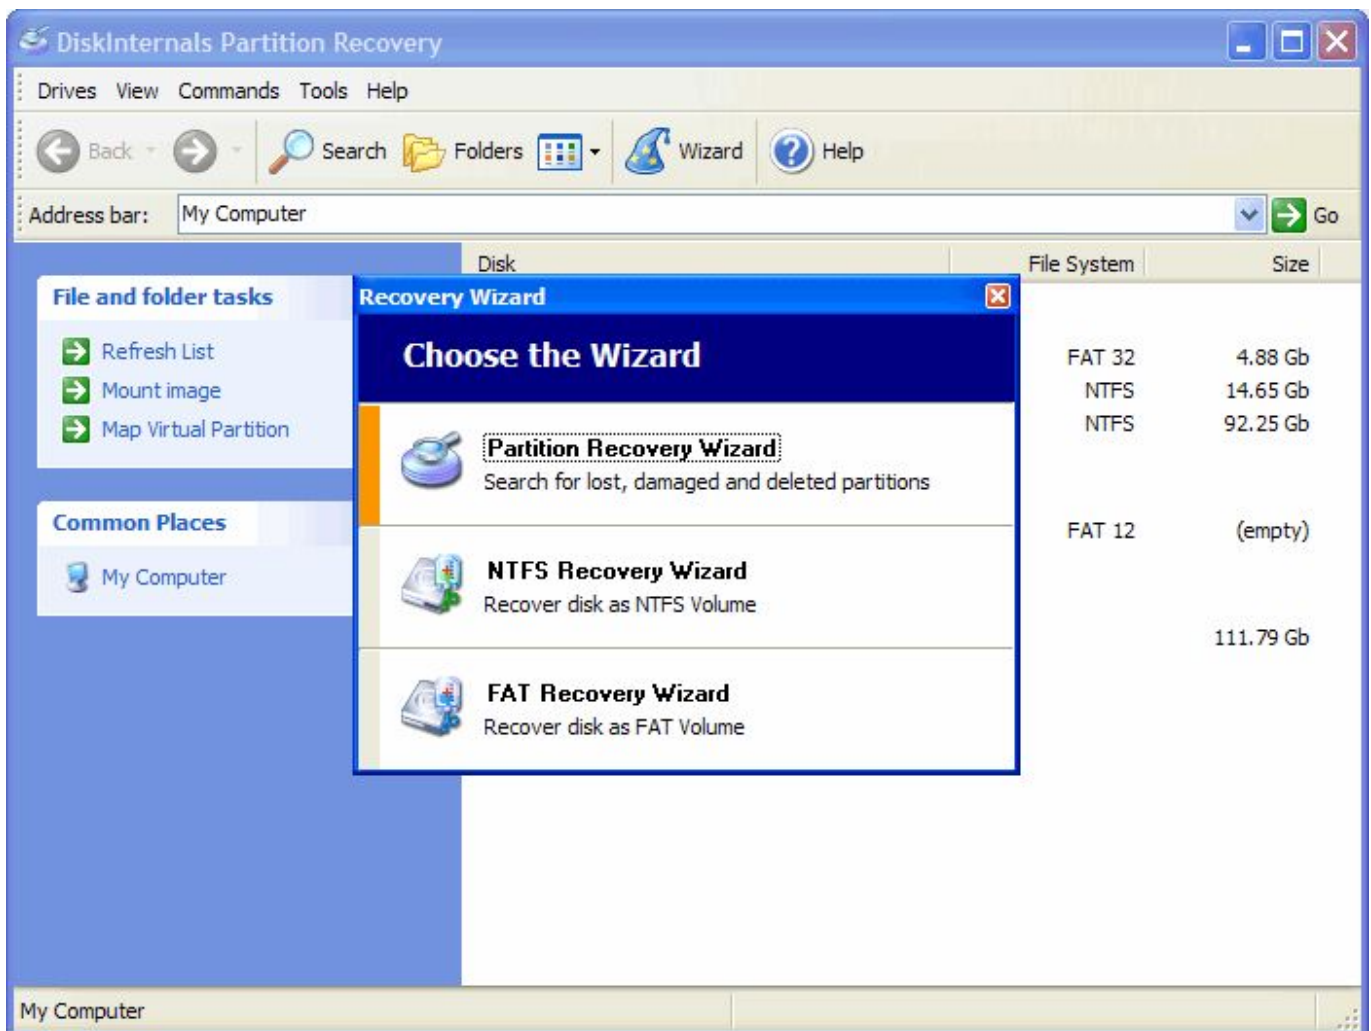 DiskInternals Partition Recovery
Drives View Commands Tools Help
Back Search Folders Wizard Help
Address bar: My Computer Go
Disk File System Size
File and folder tasks
Refresh List
Mount image
Map Virtual Partition
Common Places
My Computer
Recovery Wizard
Choose the Wizard
Partition Recovery Wizard
Search for lost, damaged and deleted partitions
NTFS Recovery Wizard
Recover disk as NTFS Volume
FAT Recovery Wizard
Recover disk as FAT Volume
FAT 32 4.88 Gb
NTFS 14.65 Gb
NTFS 92.25 Gb
FAT 12 (empty)
111.79 Gb
My Computer